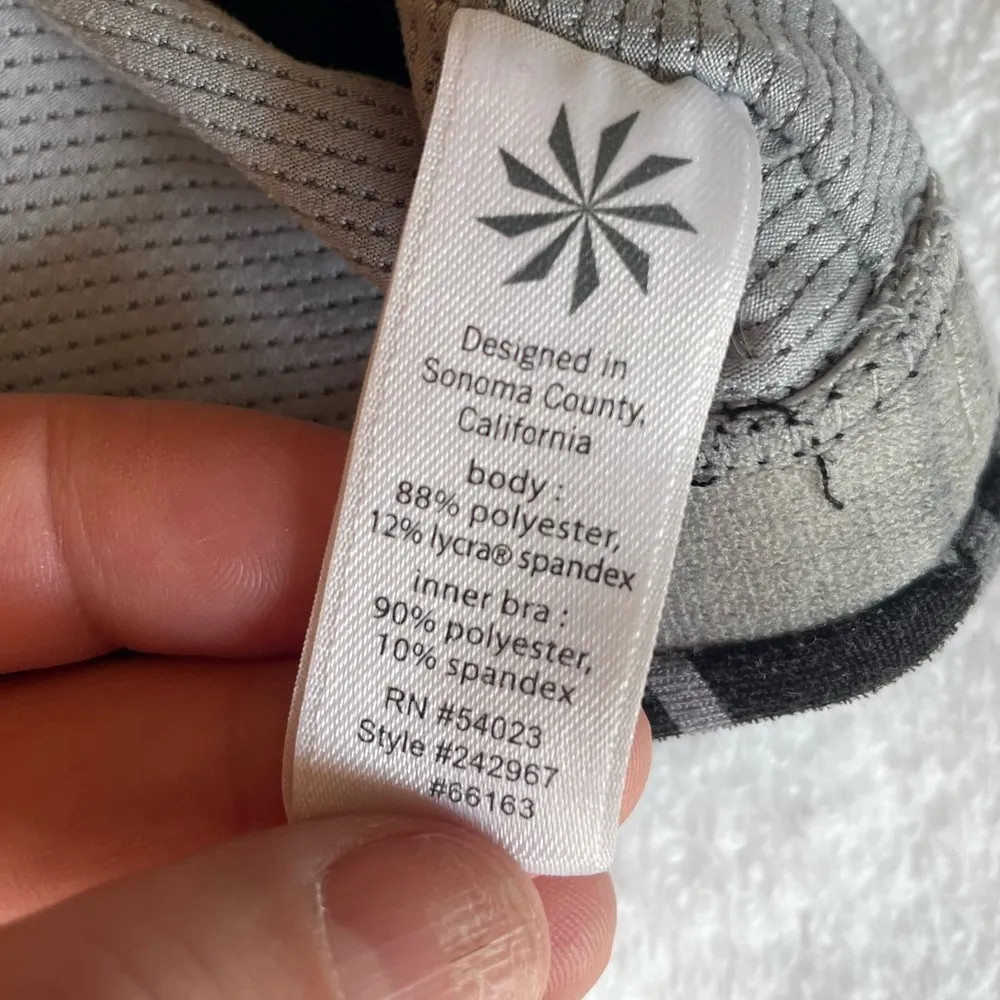 Designed in
Sonoma County,
California
body :
88% polyester,
12% lycra® spandex
inner bra :
90% polyester,
10% spandex
RN #54023
Style #242967
#66163